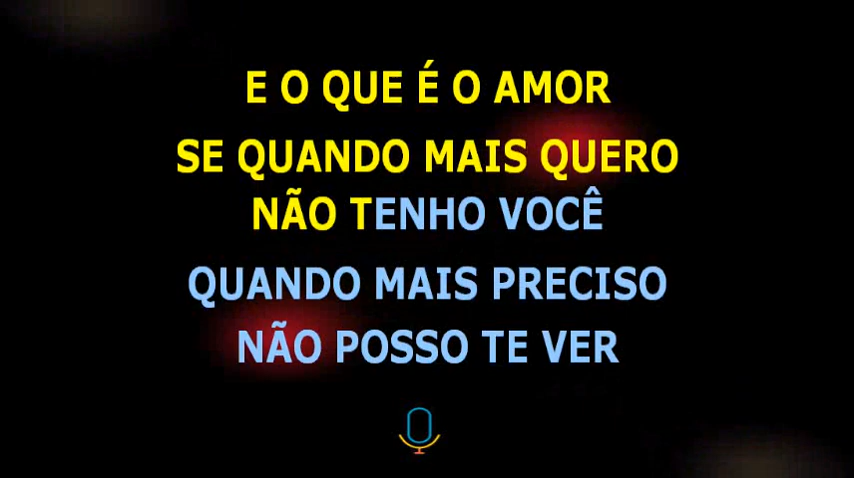 E O QUE É O AMOR
SE QUANDO MAIS QUERO
NÃO TENHO VOCÊ
QUANDO MAIS PRECISO
NÃO POSSO TE VER